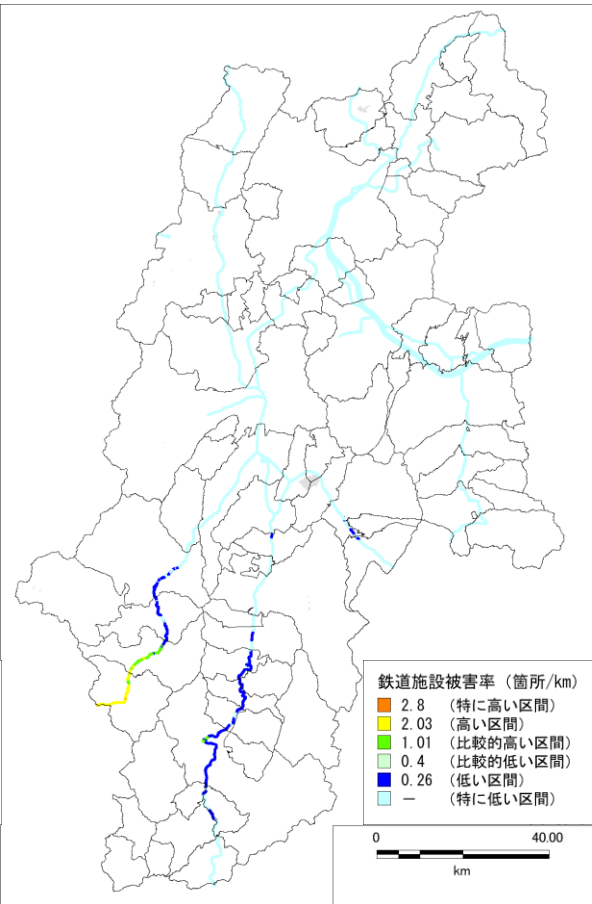 鉄道施設被害率 (箇所/km)
2.8 (特に高い区間)
2.03 (高い区間)
1.01 (比較的高い区間)
0.4 (比較的低い区間)
0.26 (低い区間)
― (特に低い区間)
0 40.00
km